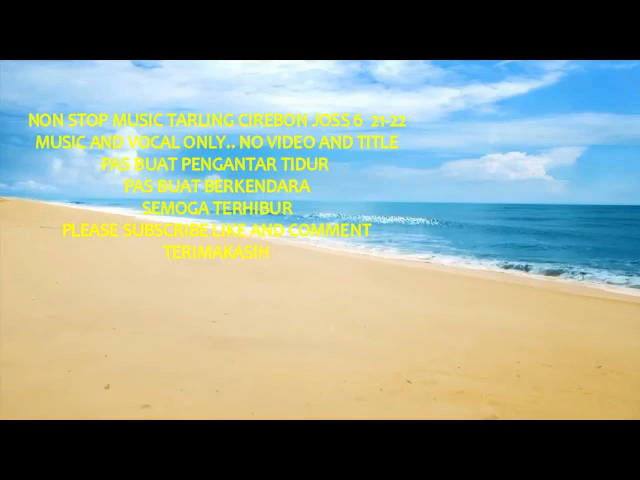 NON STOP MUSIC TARLING CIREBON JOSS 6  21-22
MUSIC AND VOCAL ONLY.. NO VIDEO AND TITLE
PAS BUAT PENGANTAR TIDUR
PAS BUAT BERKENDARA
SEMOGA TERHIBUR
PLEASE SUBSCRIBE LIKE AND COMMENT
TERIMAKASIH